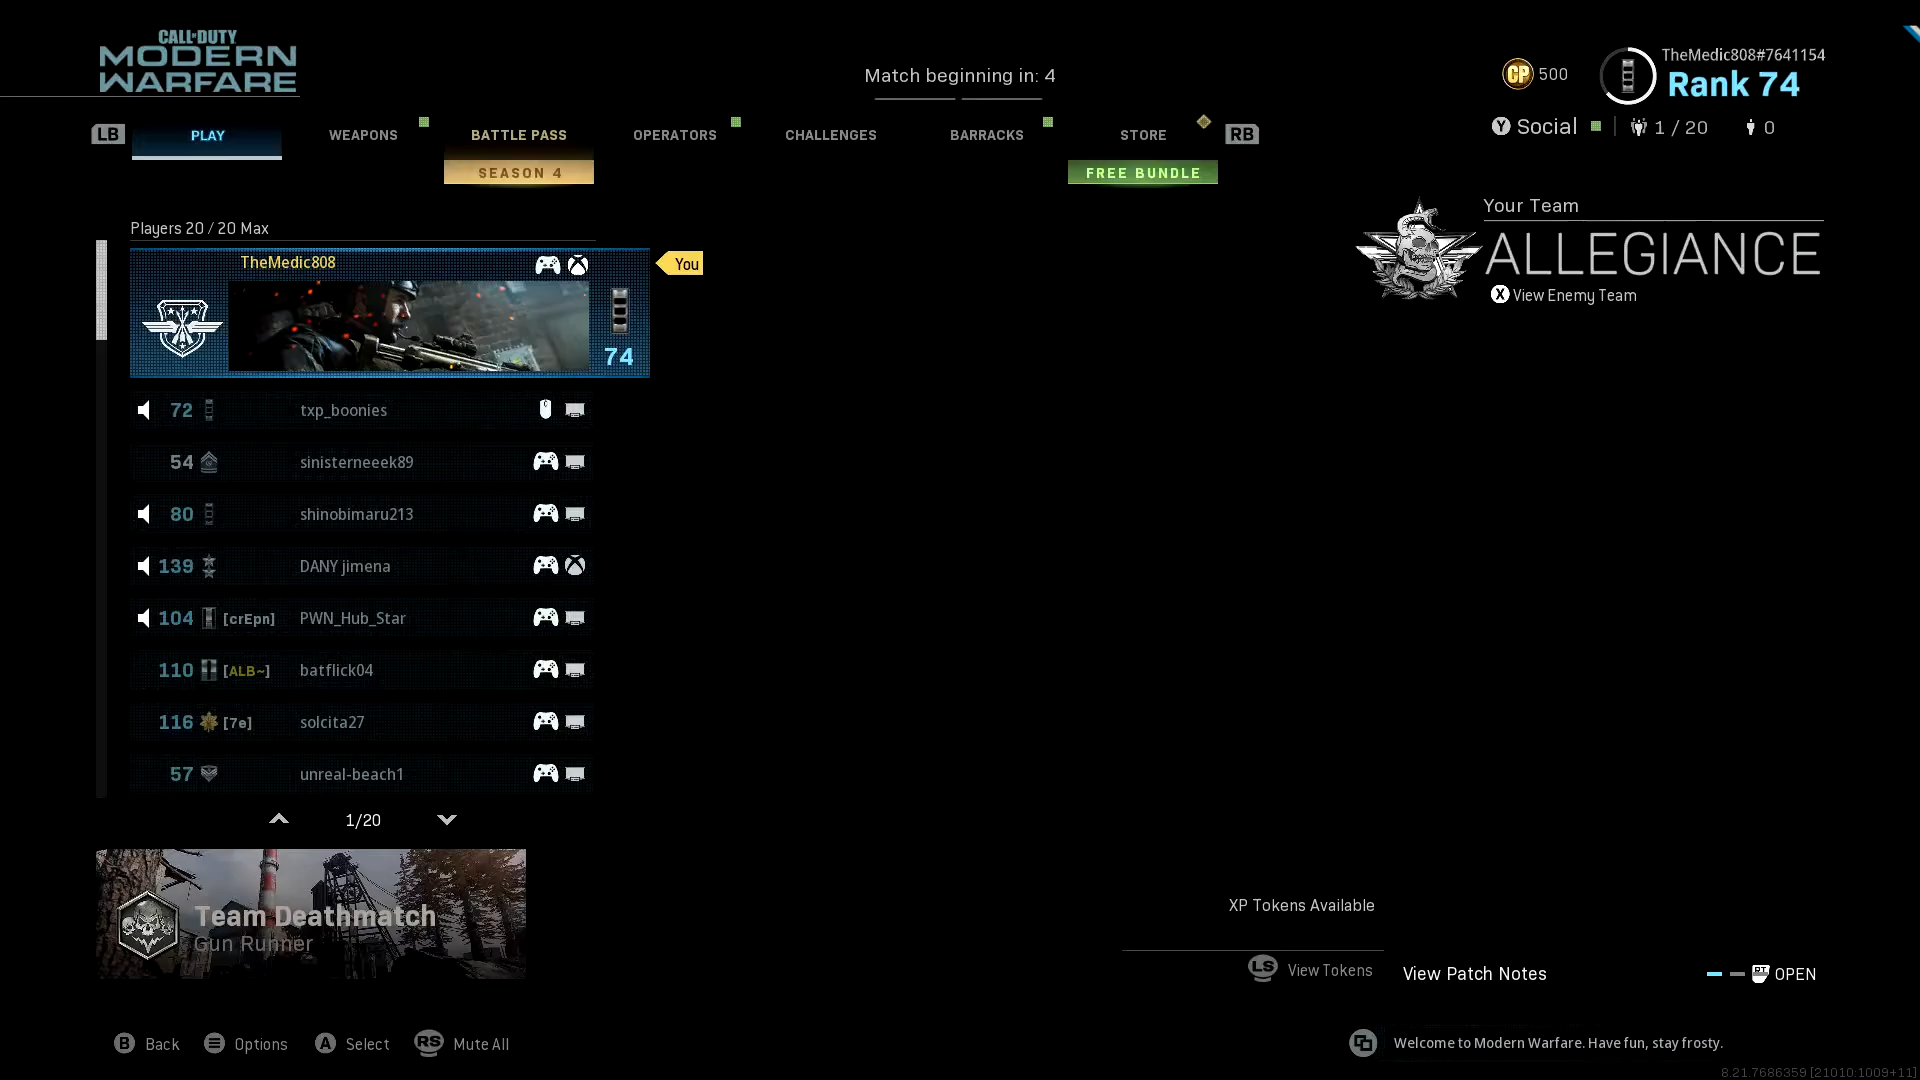 CALL OF DUTY
MODERN
WARFARE
Match beginning in: 4
CP 500
TheMedic808#7641154
Rank 74
LB
PLAY
WEAPONS
BATTLE PASS
OPERATORS
CHALLENGES
BARRACKS
STORE
RB
Y Social
1 / 20
0
SEASON 4
FREE BUNDLE
Players 20 / 20 Max
TheMedic808
You
74
Your Team
ALLEGIANCE
X View Enemy Team
72 txp_boonies
54 sinisterneeek89
80 shinobimaru213
139 DANY jimena
104 [crEpn] PWN_Hub_Star
110 [ALB~] batflick04
116 [7e] solcita27
57 unreal-beach1
1/20
Team Deathmatch
Gun Runner
XP Tokens Available
LS View Tokens
View Patch Notes
RT OPEN
B Back
Options
A Select
RS Mute All
Welcome to Modern Warfare. Have fun, stay frosty.
8.21.7686359 [21010:1009+11]